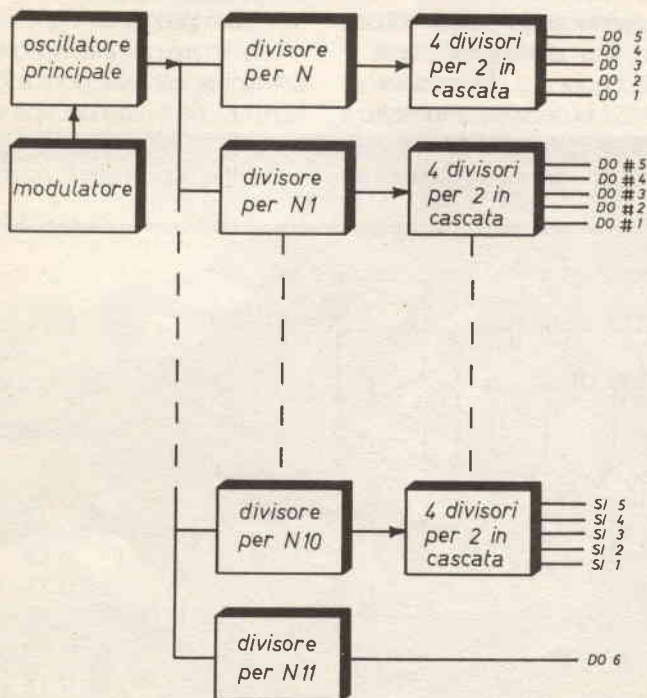 oscillatore
principale
divisore
per N
4 divisori
per 2 in
cascata
DO 5
DO 4
DO 3
DO 2
DO 1
modulatore
divisore
per N1
4 divisori
per 2 in
cascata
DO # 5
DO # 4
DO # 3
DO # 2
DO # 1
divisore
per N10
4 divisori
per 2 in
cascata
SI 5
SI 4
SI 3
SI 2
SI 1
divisore
per N11
DO 6